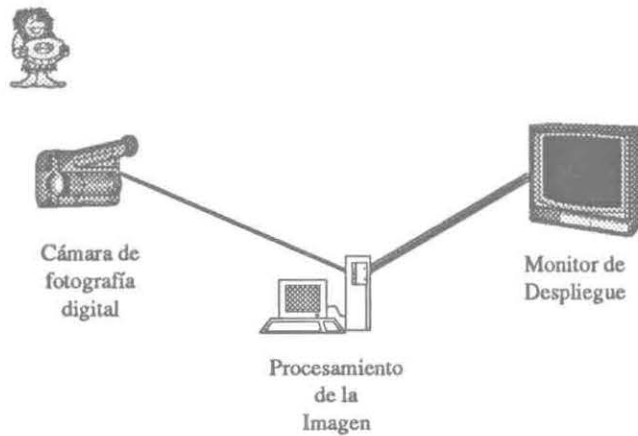 Cámara de
fotografía
digital
Monitor de
Despliegue
Procesamiento
de la
Imagen